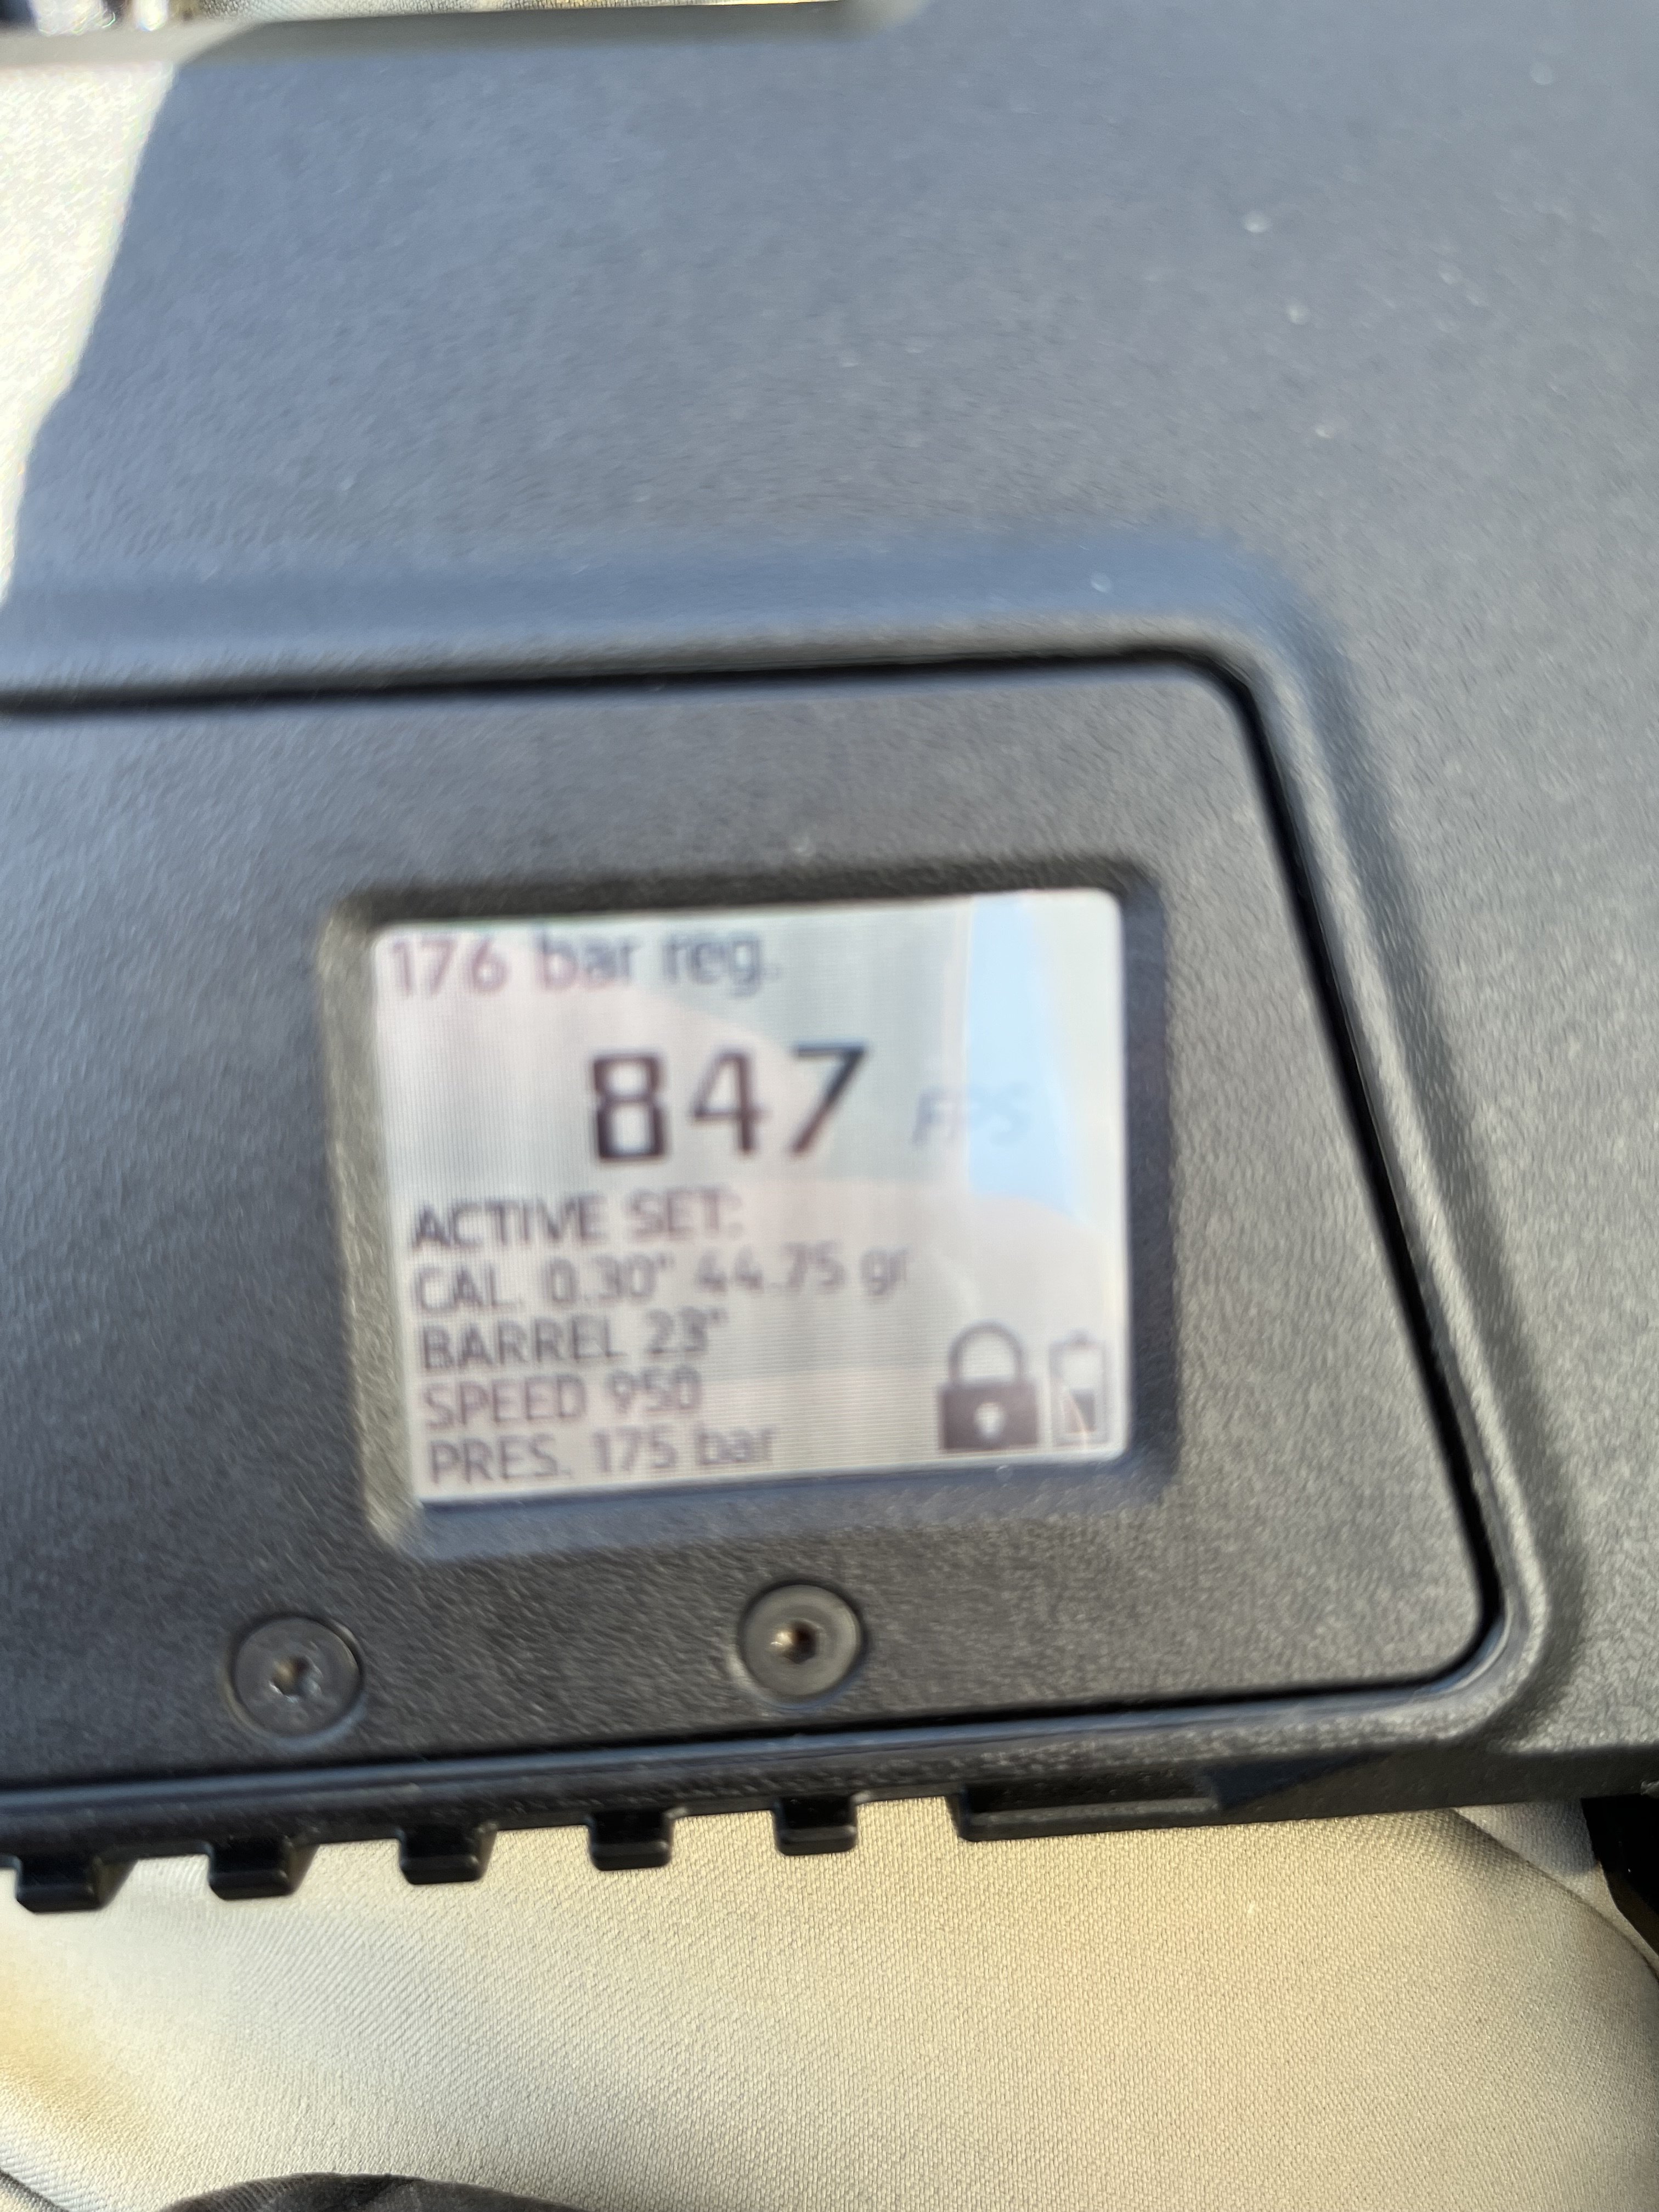 176 bar reg.
847 FPS
ACTIVE SET:
CAL. 0.30" 44.75 gr
BARREL 23"
SPEED 950
PRES. 175 bar